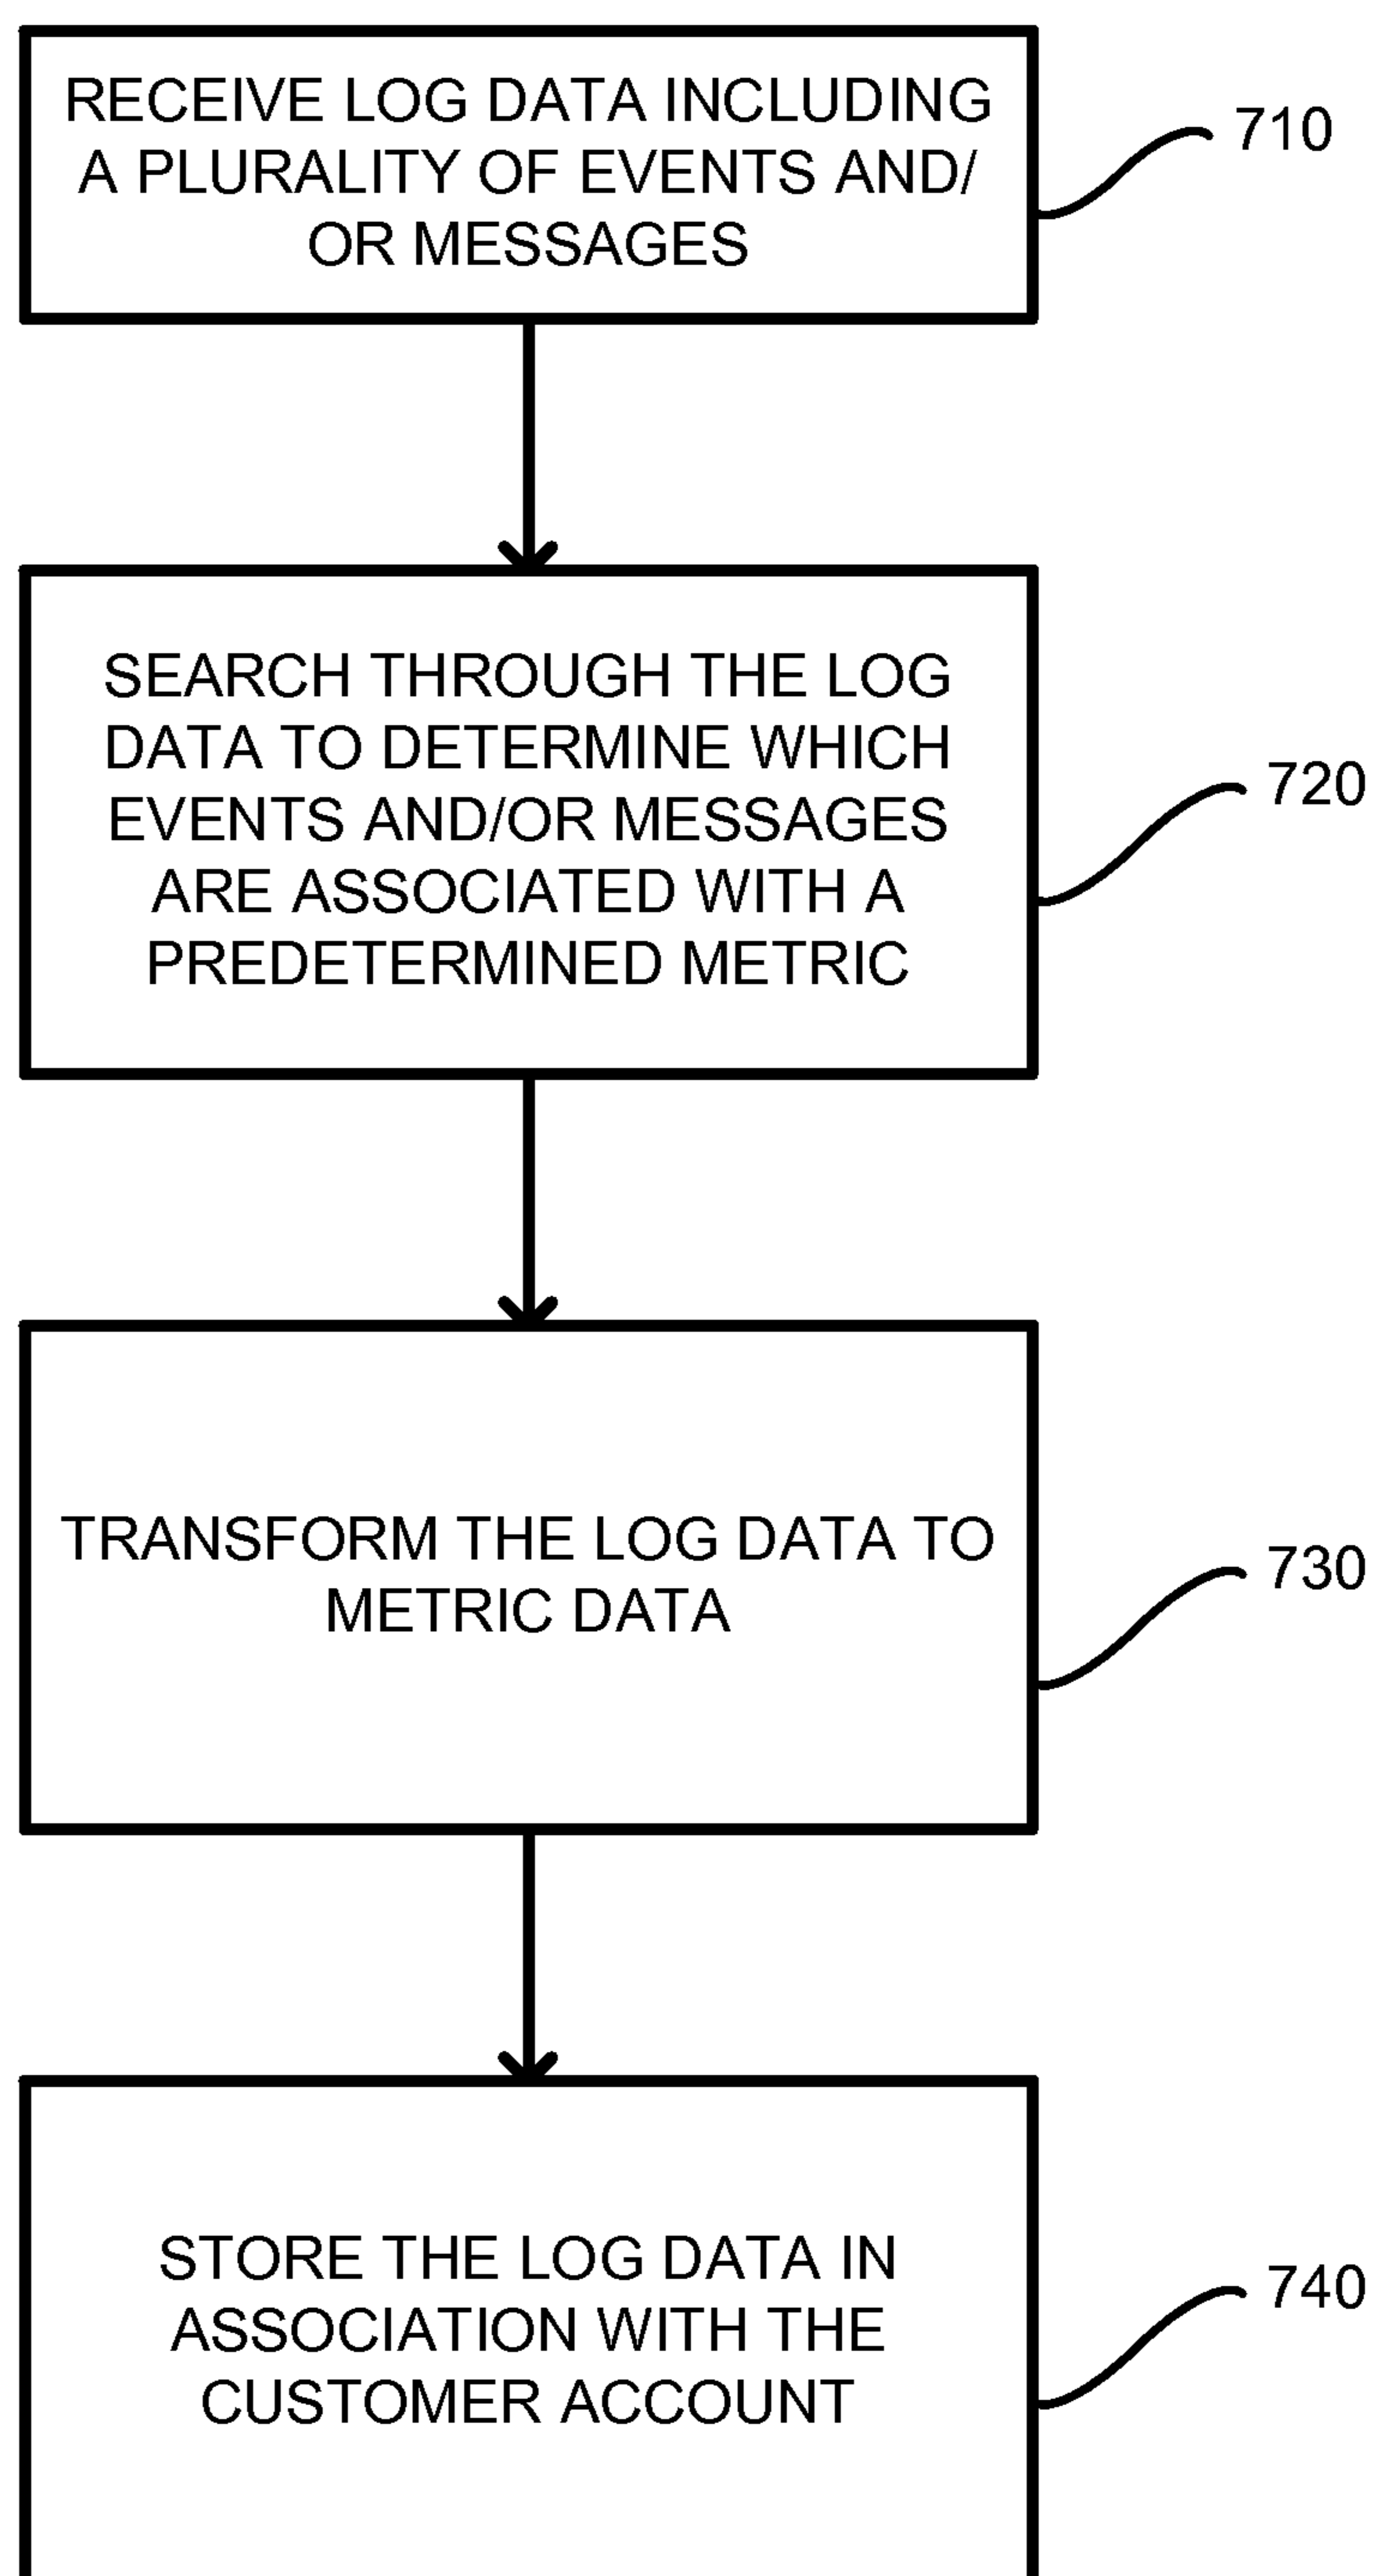 RECEIVE LOG DATA INCLUDING
A PLURALITY OF EVENTS AND/
OR MESSAGES
710
SEARCH THROUGH THE LOG
DATA TO DETERMINE WHICH
EVENTS AND/OR MESSAGES
ARE ASSOCIATED WITH A
PREDETERMINED METRIC
720
TRANSFORM THE LOG DATA TO
METRIC DATA
730
STORE THE LOG DATA IN
ASSOCIATION WITH THE
CUSTOMER ACCOUNT
740